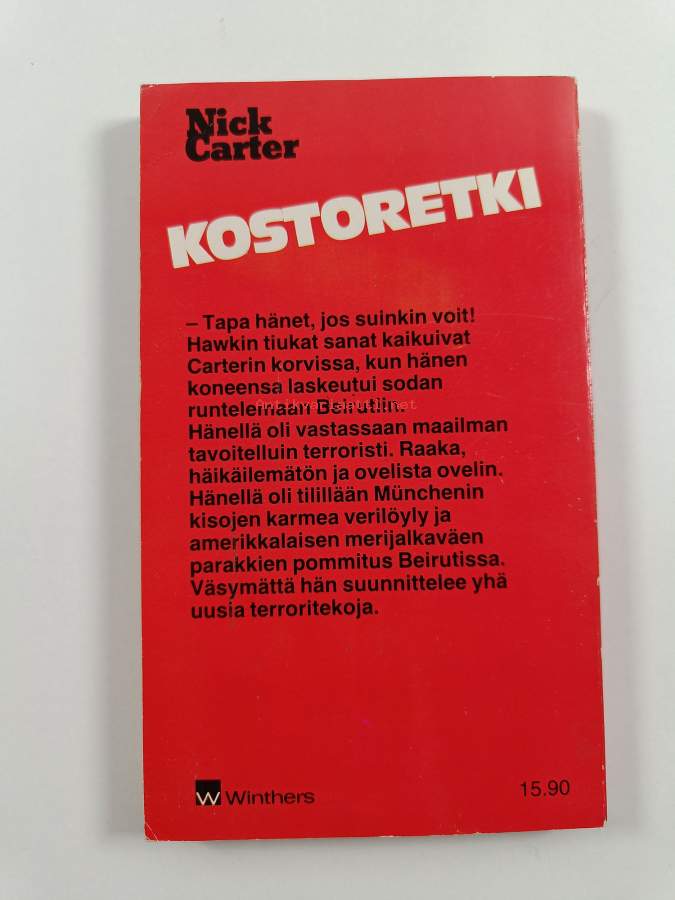 Nick
Carter
KOSTORETKI
– Tapa hänet, jos suinkin voit!
Hawkin tiukat sanat kaikuivat
Carterin korvissa, kun hänen
koneensa laskeutui sodan
runtelemaan Beirutiin.
Antikvariaatti.net
Hänellä oli vastassaan maailman
tavoitelluin terroristi. Raaka,
häikäilemätön ja ovelista ovelin.
Hänellä oli tilillään Münchenin
kisojen karmea verilöyly ja
amerikkalaisen merijalkaväen
parakkien pommitus Beirutissa.
Väsymättä hän suunnittelee yhä
uusia terroritekoja.
W Winthers
15.90